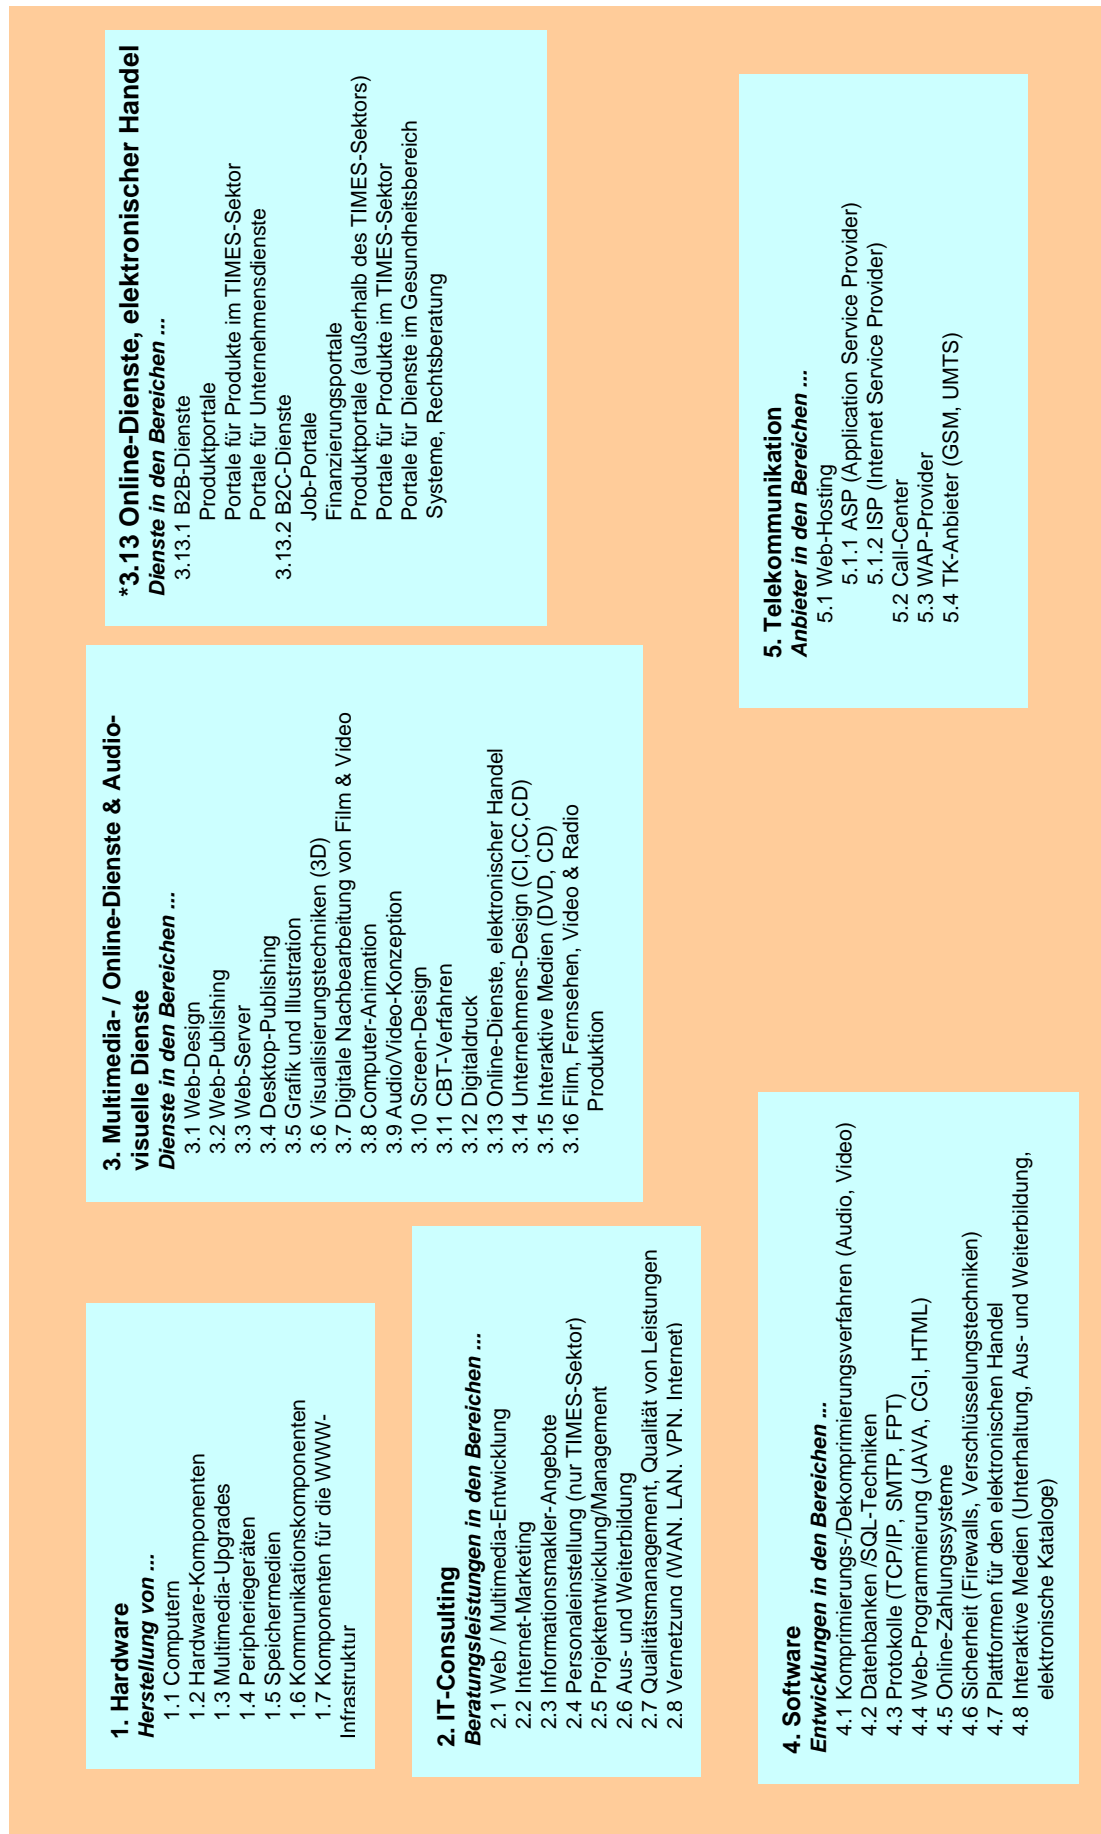 1. Hardware
Herstellung von ...
1.1 Computern
1.2 Hardware-Komponenten
1.3 Multimedia-Upgrades
1.4 Peripheriegeräten
1.5 Speichermedien
1.6 Kommunikationskomponenten
1.7 Komponenten für die WWW-
Infrastruktur
2. IT-Consulting
Beratungsleistungen in den Bereichen ...
2.1 Web / Multimedia-Entwicklung
2.2 Internet-Marketing
2.3 Informationsmakler-Angebote
2.4 Personaleinstellung (nur TIMES-Sektor)
2.5 Projektentwicklung/Management
2.6 Aus- und Weiterbildung
2.7 Qualitätsmanagement, Qualität von Leistungen
2.8 Vernetzung (WAN, LAN, VPN, Internet)
3. Multimedia- / Online-Dienste & Audio-
visuelle Dienste
Dienste in den Bereichen ...
3.1 Web-Design
3.2 Web-Publishing
3.3 Web-Server
3.4 Desktop-Publishing
3.5 Grafik und Illustration
3.6 Visualisierungstechniken (3D)
3.7 Digitale Nachbearbeitung von Film & Video
3.8 Computer-Animation
3.9 Audio/Video-Konzeption
3.10 Screen-Design
3.11 CBT-Verfahren
3.12 Digitaldruck
3.13 Online-Dienste, elektronischer Handel
3.14 Unternehmens-Design (CI,CC,CD)
3.15 Interaktive Medien (DVD, CD)
3.16 Film, Fernsehen, Video & Radio
Produktion
*3.13 Online-Dienste, elektronischer Handel
Dienste in den Bereichen ...
3.13.1 B2B-Dienste
Produktportale
Portale für Produkte im TIMES-Sektor
Portale für Unternehmensdienste
3.13.2 B2C-Dienste
Job-Portale
Finanzierungsportale
Produktportale (außerhalb des TIMES-Sektors)
Portale für Produkte im TIMES-Sektor
Portale für Dienste im Gesundheitsbereich
Systeme, Rechtsberatung
4. Software
Entwicklungen in den Bereichen ...
4.1 Komprimierungs-/Dekomprimierungsverfahren (Audio, Video)
4.2 Datenbanken /SQL-Techniken
4.3 Protokolle (TCP/IP, SMTP, FPT)
4.4 Web-Programmierung (JAVA, CGI, HTML)
4.5 Online-Zahlungssysteme
4.6 Sicherheit (Firewalls, Verschlüsselungstechniken)
4.7 Plattformen für den elektronischen Handel
4.8 Interaktive Medien (Unterhaltung, Aus- und Weiterbildung,
elektronische Kataloge)
5. Telekommunikation
Anbieter in den Bereichen ...
5.1 Web-Hosting
5.1.1 ASP (Application Service Provider)
5.1.2 ISP (Internet Service Provider)
5.2 Call-Center
5.3 WAP-Provider
5.4 TK-Anbieter (GSM, UMTS)